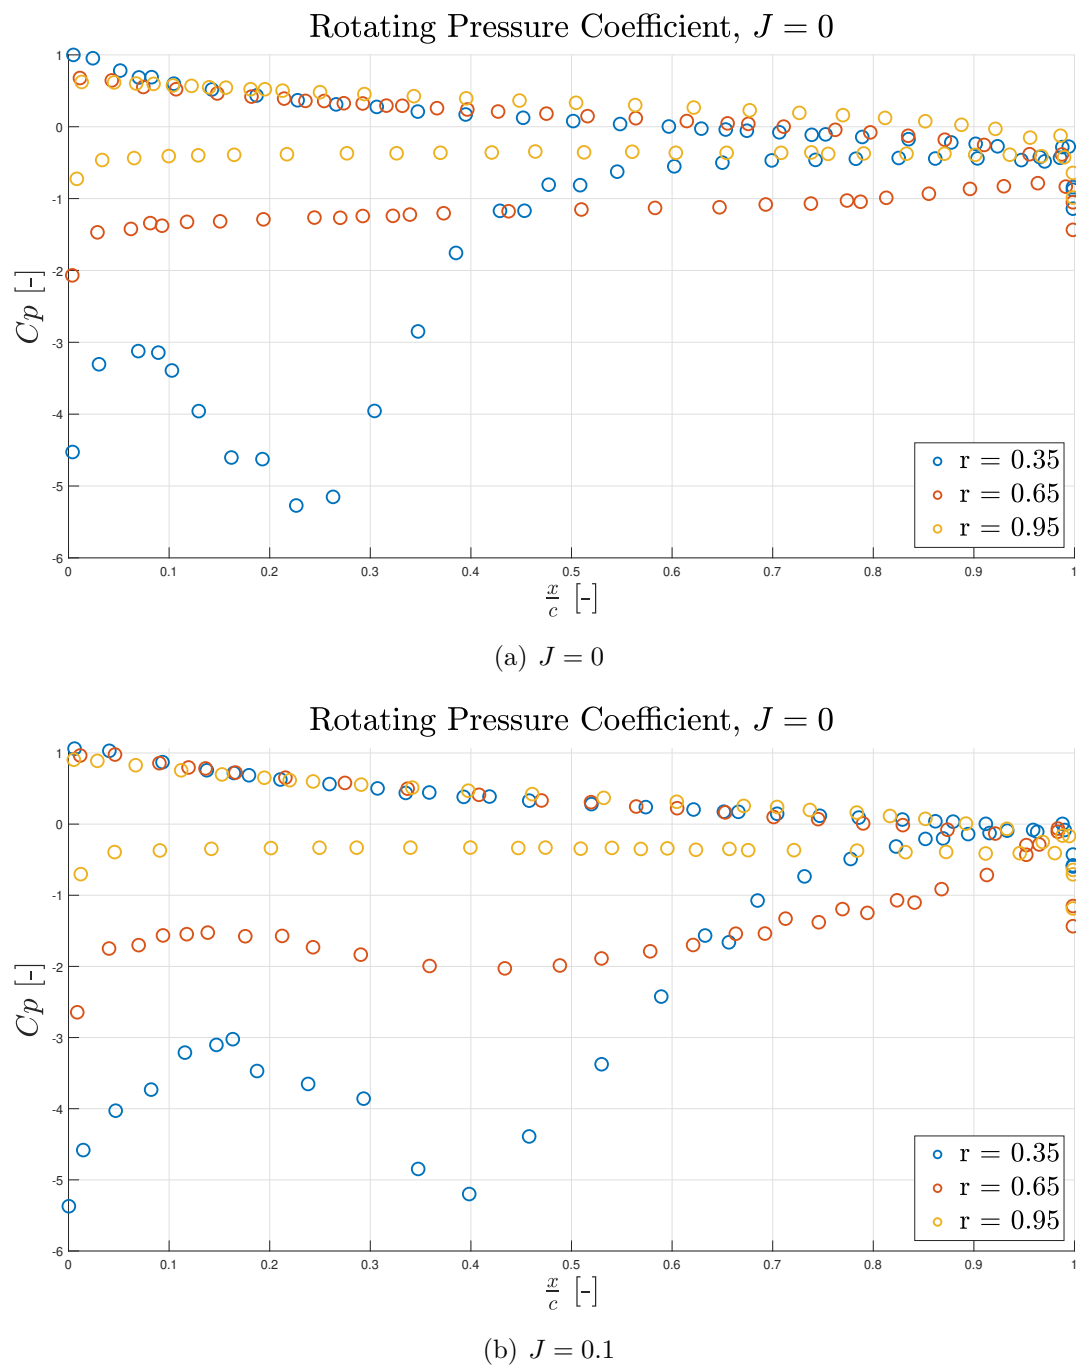 Rotating Pressure Coefficient, J = 0
1
0
-1
-2
-3
-4
-5
-6
Cp [-]
0 0.1 0.2 0.3 0.4 0.5 0.6 0.7 0.8 0.9 1
x/c [-]
r = 0.35
r = 0.65
r = 0.95
(a) J = 0
Rotating Pressure Coefficient, J = 0
1
0
-1
-2
-3
-4
-5
-6
Cp [-]
0 0.1 0.2 0.3 0.4 0.5 0.6 0.7 0.8 0.9 1
x/c [-]
r = 0.35
r = 0.65
r = 0.95
(b) J = 0.1